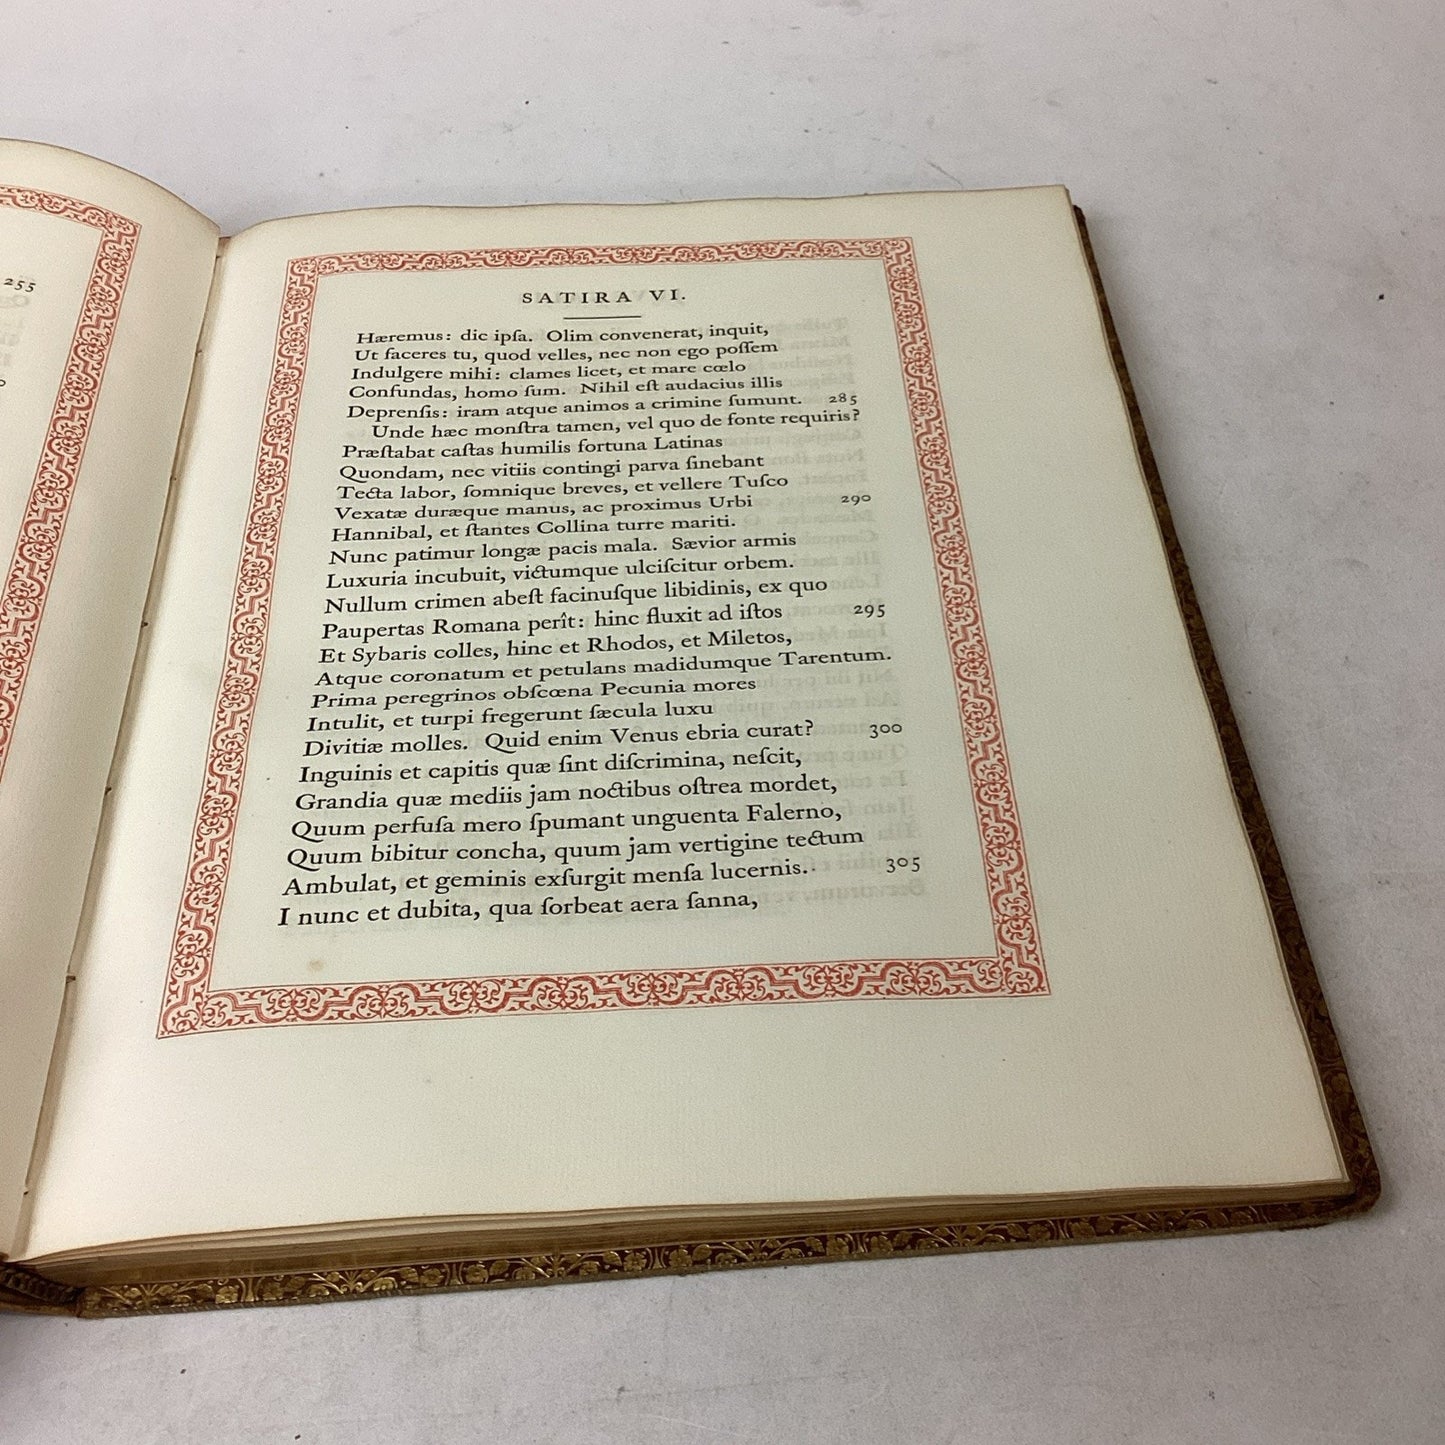 255
SATIRA VI.
Hæremus: dic ipſa. Olim convenerat, inquit,
Ut faceres tu, quod velles, nec non ego poſſem
Indulgere mihi: clames licet, et mare cœlo
Confundas, homo ſum. Nihil eſt audacius illis
Deprenſis: iram atque animos a crimine ſumunt. 285
Unde hæc monſtra tamen, vel quo de fonte requiris?
Præſtabat caſtas humilis fortuna Latinas
Quondam, nec vitiis contingi parva ſinebant
Tecta labor, ſomnique breves, et vellere Tuſco
Vexatæ duræque manus, ac proximus Urbi 290
Hannibal, et ſtantes Collina turre mariti.
Nunc patimur longæ pacis mala. Sævior armis
Luxuria incubuit, victumque ulciſcitur orbem.
Nullum crimen abeſt facinuſque libidinis, ex quo
Paupertas Romana perît: hinc fluxit ad iſtos 295
Et Sybaris colles, hinc et Rhodos, et Miletos,
Atque coronatum et petulans madidumque Tarentum.
Prima peregrinos obſcœna Pecunia mores
Intulit, et turpi fregerunt ſæcula luxu
Divitiæ molles. Quid enim Venus ebria curat? 300
Inguinis et capitis quæ ſint diſcrimina, neſcit,
Grandia quæ mediis jam noctibus oſtrea mordet,
Quum perfuſa mero ſpumant unguenta Falerno,
Quum bibitur concha, quum jam vertigine tectum
Ambulat, et geminis exſurgit menſa lucernis. 305
I nunc et dubita, qua ſorbeat aera ſanna,